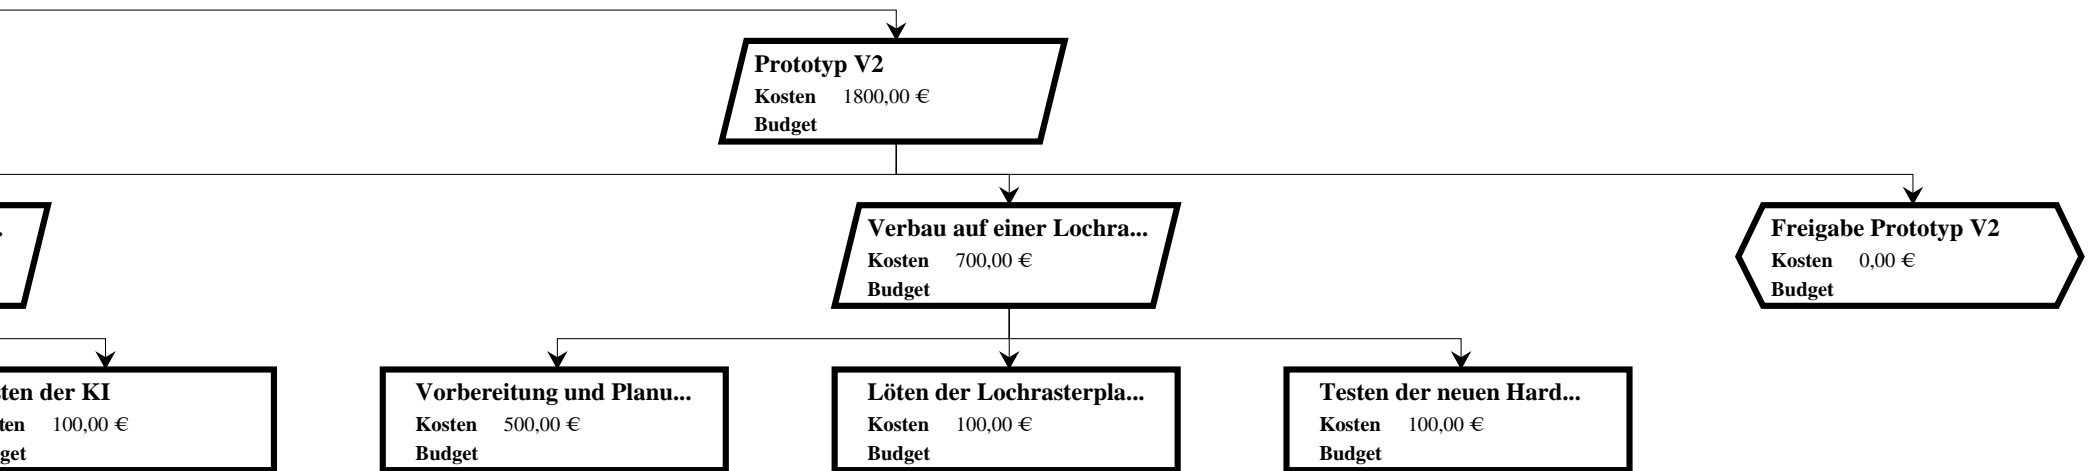 Prototyp V2
Kosten 1800,00 €
Budget
Verbau auf einer Lochra...
Kosten 700,00 €
Budget
Freigabe Prototyp V2
Kosten 0,00 €
Budget
der KI
100,00 €
Vorbereitung und Planu...
Kosten 500,00 €
Budget
Löten der Lochrasterpla...
Kosten 100,00 €
Budget
Testen der neuen Hard...
Kosten 100,00 €
Budget